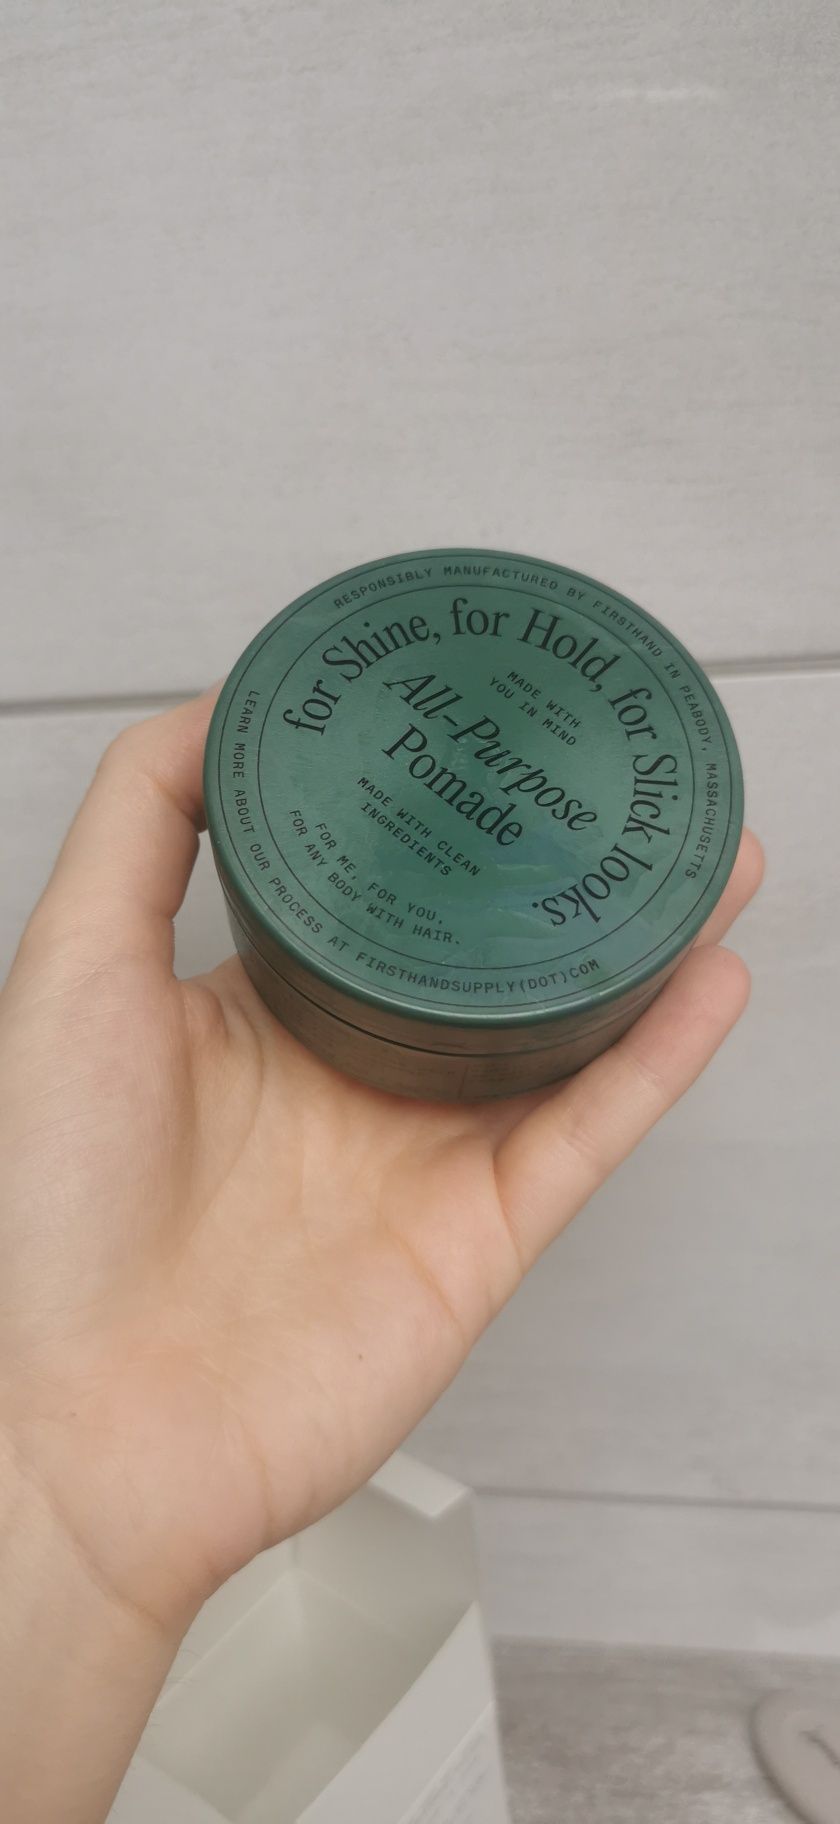 RESPONSIBLY MANUFACTURED BY FIRSTHAND IN PEABODY, MASSACHUSETTS
for Shine, for Hold, for Slick looks.
MADE WITH
YOU IN MIND
All-Purpose
Pomade
MADE WITH CLEAN
INGREDIENTS
FOR ME, FOR YOU,
FOR ANY BODY WITH HAIR.
LEARN MORE ABOUT OUR PROCESS AT FIRSTHANDSUPPLY(DOT)COM